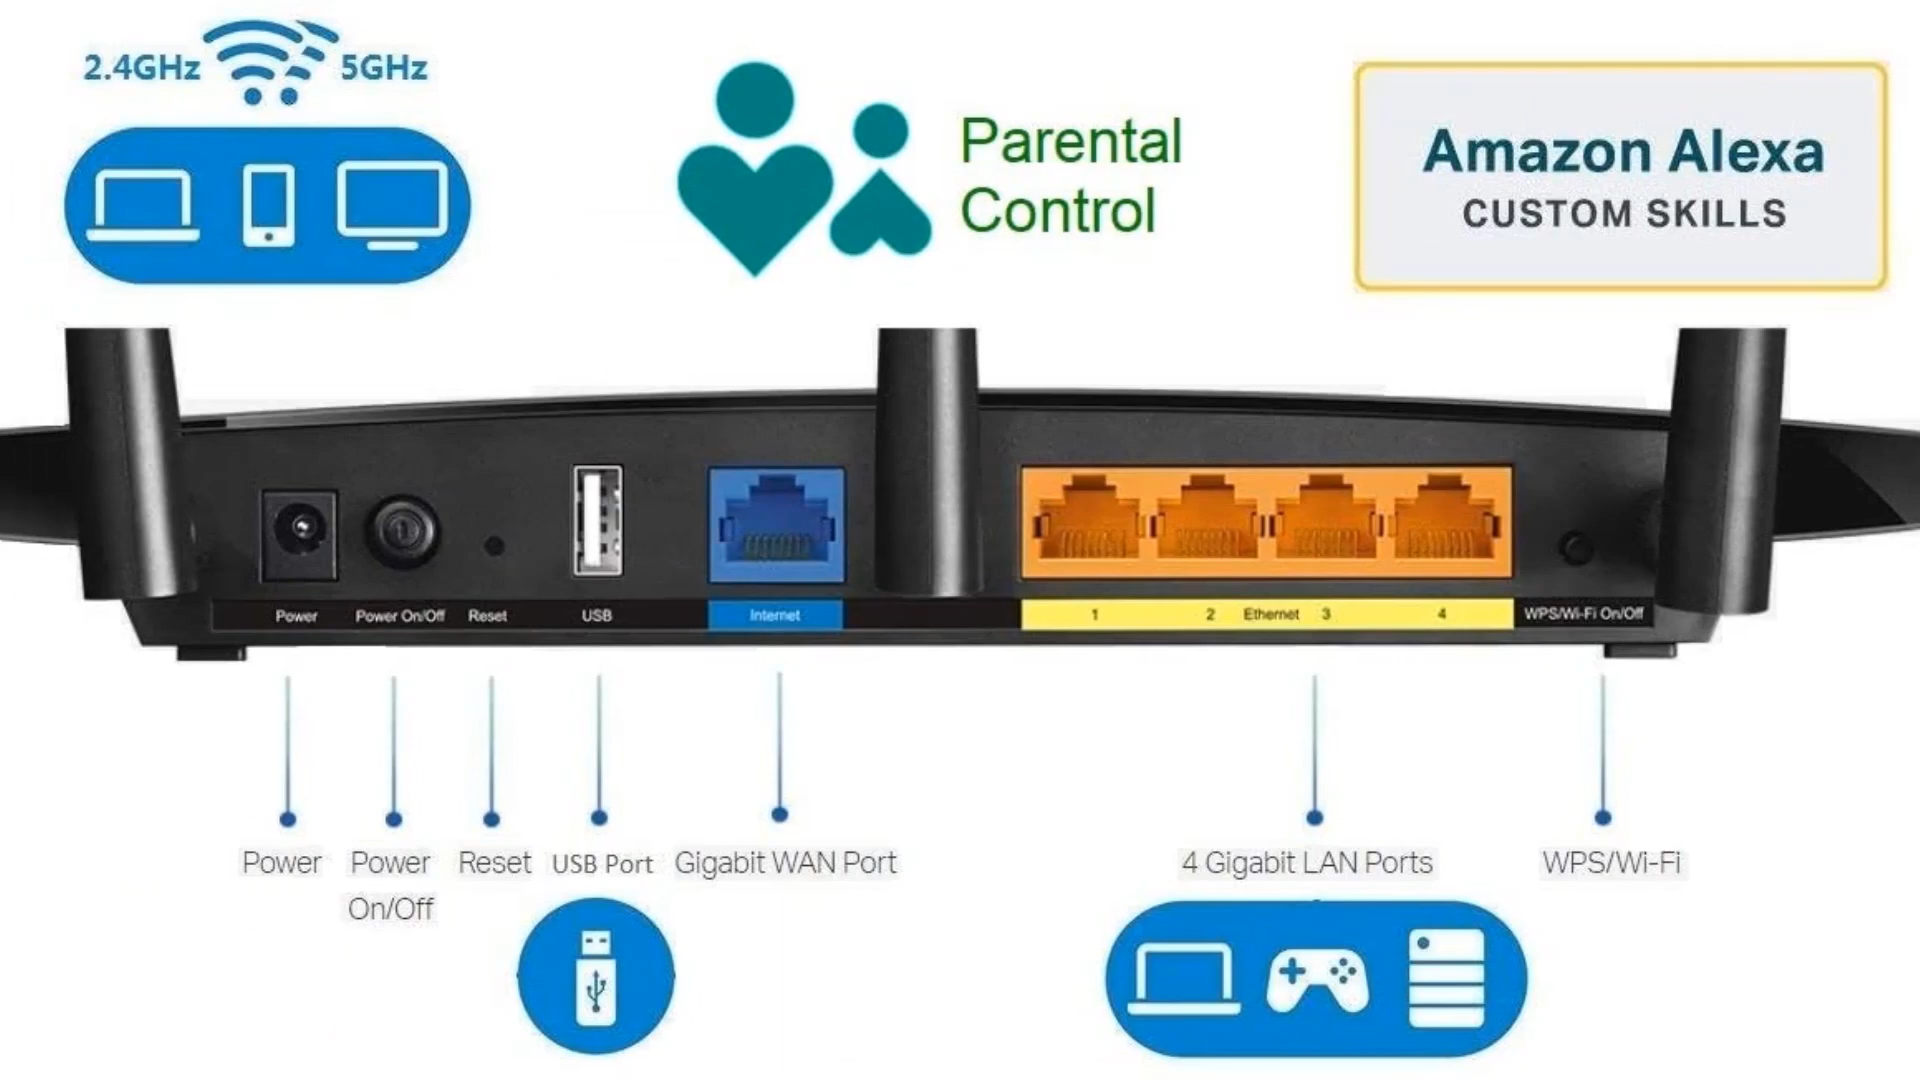 2.4GHz
5GHz
Parental
Control
Amazon Alexa
CUSTOM SKILLS
Power
Power On/Off
Reset
USB
Internet
1
2
Ethernet
3
4
WPS/Wi-Fi On/Off
Power
Power
On/Off
Reset
USB Port
Gigabit WAN Port
4 Gigabit LAN Ports
WPS/Wi-Fi